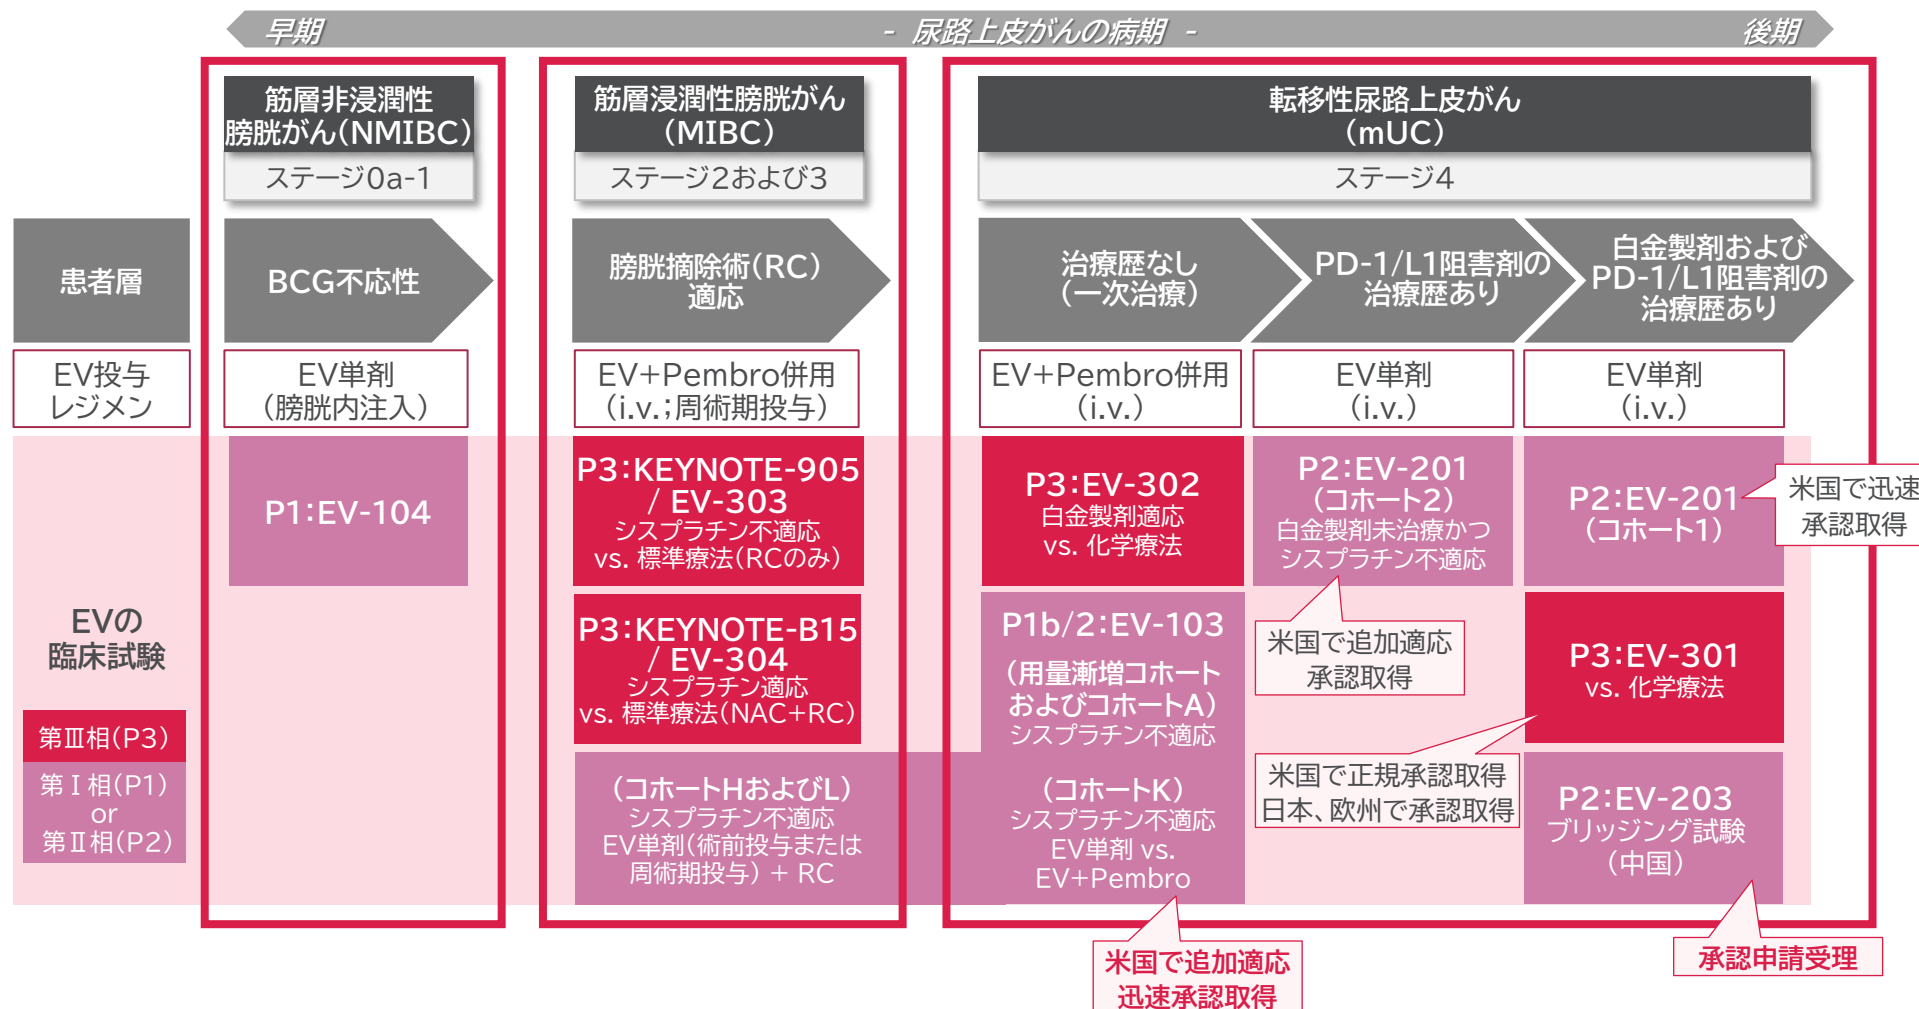 早期
- 尿路上皮がんの病期 -
後期
筋層非浸潤性
膀胱がん(NMIBC)
ステージ0a-1
筋層浸潤性膀胱がん
(MIBC)
ステージ2および3
転移性尿路上皮がん
(mUC)
ステージ4
患者層
BCG不応性
膀胱摘除術(RC)
適応
治療歴なし
(一次治療)
PD-1/L1阻害剤の
治療歴あり
白金製剤および
PD-1/L1阻害剤の
治療歴あり
EV投与
レジメン
EV単剤
(膀胱内注入)
EV+Pembro併用
(i.v.;周術期投与)
EV+Pembro併用
(i.v.)
EV単剤
(i.v.)
EV単剤
(i.v.)
EVの
臨床試験
第Ⅲ相(P3)
第Ⅰ相(P1)
or
第Ⅱ相(P2)
P1:EV-104
P3:KEYNOTE-905
/ EV-303
シスプラチン不適応
vs. 標準療法(RCのみ)
P3:KEYNOTE-B15
/ EV-304
シスプラチン適応
vs. 標準療法(NAC+RC)
(コホートHおよびL)
シスプラチン不適応
EV単剤(術前投与または
周術期投与) + RC
P3:EV-302
白金製剤適応
vs. 化学療法
P1b/2:EV-103
(用量漸増コホート
およびコホートA)
シスプラチン不適応
(コホートK)
シスプラチン不適応
EV単剤 vs.
EV+Pembro
米国で追加適応
迅速承認取得
P2:EV-201
(コホート2)
白金製剤未治療かつ
シスプラチン不適応
米国で追加適応
承認取得
P2:EV-201
(コホート1)
米国で迅速
承認取得
P3:EV-301
vs. 化学療法
米国で正規承認取得
日本、欧州で承認取得
P2:EV-203
ブリッジング試験
(中国)
承認申請受理